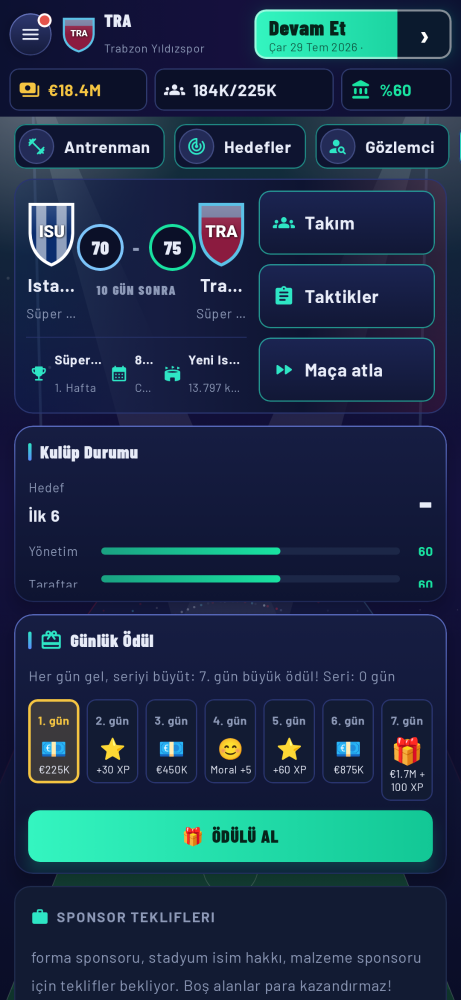 TRA
TRA
Trabzon Yıldızspor
Devam Et
Çar 29 Tem 2026 ·
€18.4M
184K/225K
%60
Antrenman
Hedefler
Gözlemci
ISU
70
-
75
TRA
Ista...
10 GÜN SONRA
Tra...
Süper ...
Süper ...
Süper...
1. Hafta
8...
C...
Yeni Is...
13.797 k...
Takım
Taktikler
Maça atla
Kulüp Durumu
Hedef
İlk 6
-
Yönetim
60
Taraftar
60
Günlük Ödül
Her gün gel, seriyi büyüt: 7. gün büyük ödül! Seri: 0 gün
1. gün
€225K
2. gün
+30 XP
3. gün
€450K
4. gün
Moral +5
5. gün
+60 XP
6. gün
€875K
7. gün
€1.7M +
100 XP
ÖDÜLÜ AL
SPONSOR TEKLIFLERI
forma sponsoru, stadyum isim hakkı, malzeme sponsoru
için teklifler bekliyor. Boş alanlar para kazandırmaz!